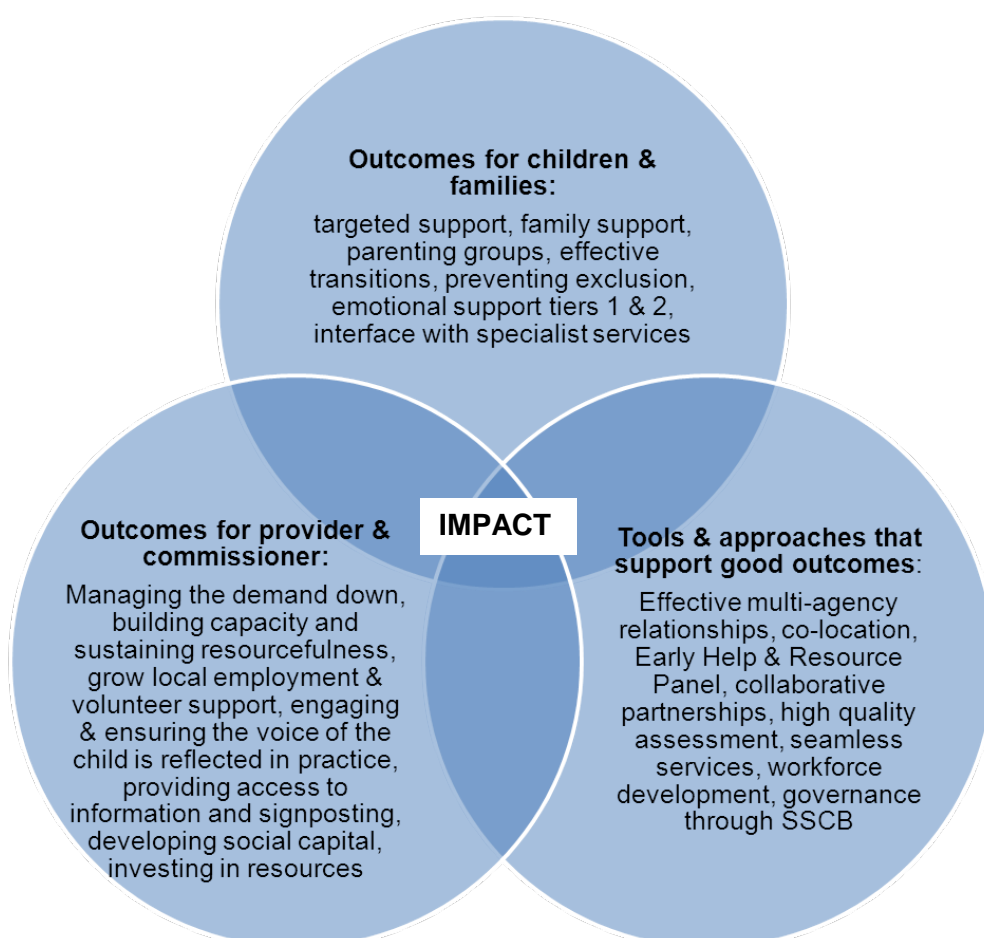 Outcomes for children &
families:
targeted support, family support,
parenting groups, effective
transitions, preventing exclusion,
emotional support tiers 1 & 2,
interface with specialist services
IMPACT
Outcomes for provider &
commissioner:
Managing the demand down,
building capacity and
sustaining resourcefulness,
grow local employment &
volunteer support, engaging
& ensuring the voice of the
child is reflected in practice,
providing access to
information and signposting,
developing social capital,
investing in resources
Tools & approaches that
support good outcomes:
Effective multi-agency
relationships, co-location,
Early Help & Resource
Panel, collaborative
partnerships, high quality
assessment, seamless
services, workforce
development, governance
through SSCB